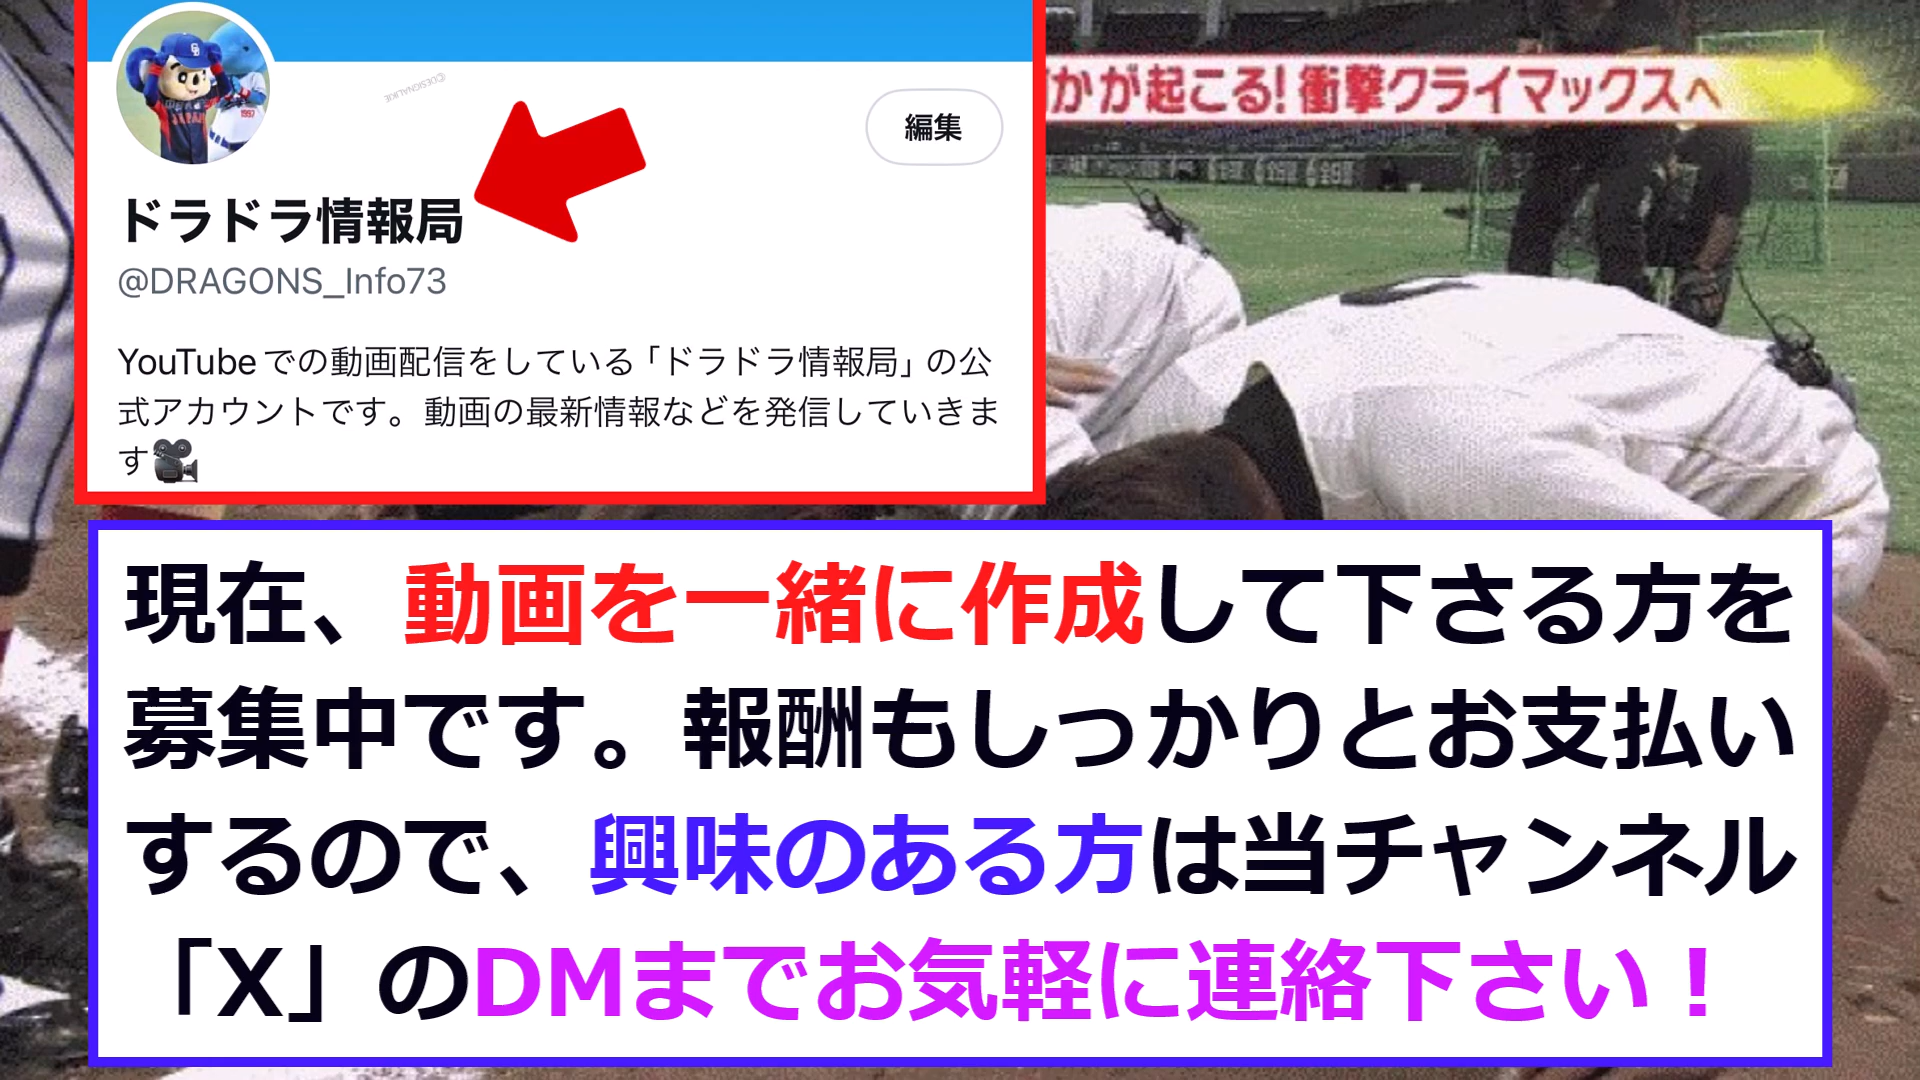 ©DESIGNALIKE
編集
ドラドラ情報局
@DRAGONS_Info73
YouTubeでの動画配信をしている「ドラドラ情報局」の公
式アカウントです。動画の最新情報などを発信していきま
す
かが起こる!衝撃クライマックスへ
JAPAN
1997
現在、動画を一緒に作成して下さる方を
募集中です。報酬もしっかりとお支払い
するので、興味のある方は当チャンネル
「X」のDMまでお気軽に連絡下さい！